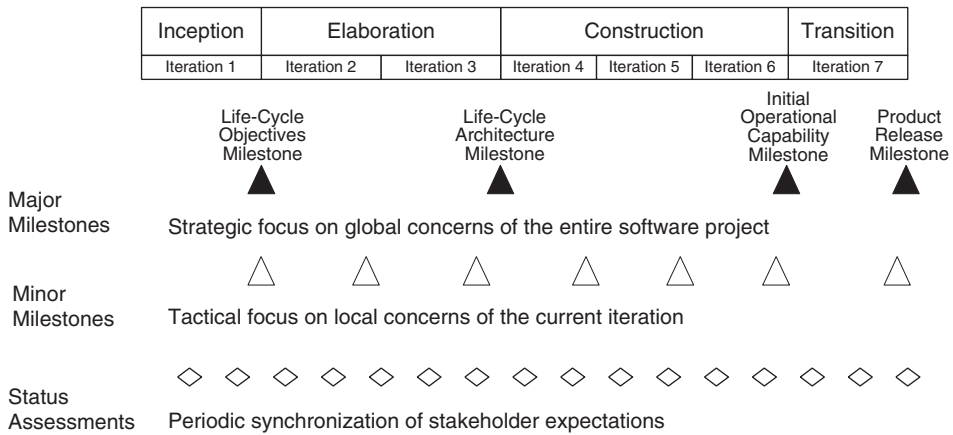 Inception Elaboration Construction Transition
Iteration 1 Iteration 2 Iteration 3 Iteration 4 Iteration 5 Iteration 6 Iteration 7
Life-Cycle
Objectives
Milestone
Life-Cycle
Architecture
Milestone
Initial
Operational
Capability
Milestone
Product
Release
Milestone
Major
Milestones
Strategic focus on global concerns of the entire software project
Minor
Milestones
Tactical focus on local concerns of the current iteration
Status
Assessments
Periodic synchronization of stakeholder expectations